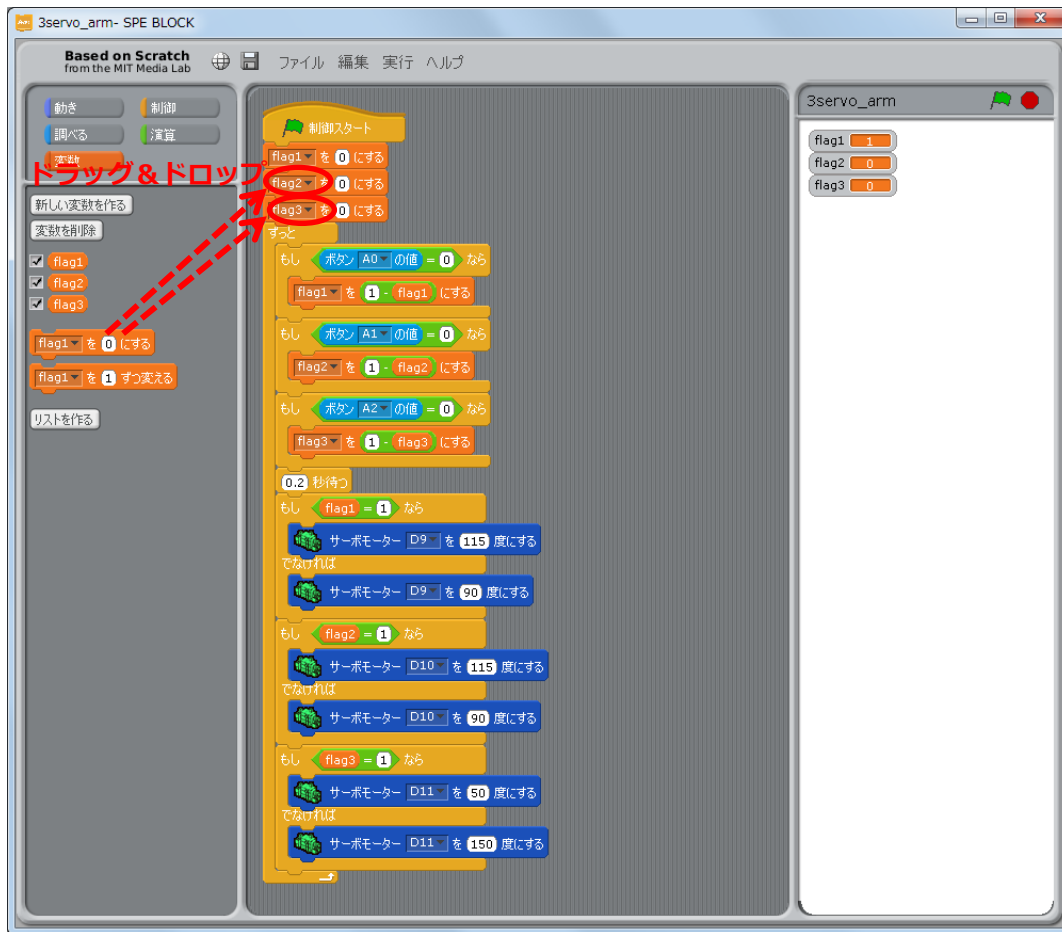 3servo_arm- SPE BLOCK
Based on Scratch
from the MIT Media Lab
ファイル 編集 実行 ヘルプ
動き
制御
調べる
演算
変数
ドラッグ＆ドロップ
新しい変数を作る
変数を削除
flag1
flag2
flag3
flag1 を 0 にする
flag1 を 1 ずつ変える
リストを作る
制御スタート
flag1 を 0 にする
flag2 を 0 にする
flag3 を 0 にする
ずっと
もし ボタン A0 の値 = 0 なら
flag1 を 1 - flag1 にする
もし ボタン A1 の値 = 0 なら
flag2 を 1 - flag2 にする
もし ボタン A2 の値 = 0 なら
flag3 を 1 - flag3 にする
0.2 秒待つ
もし flag1 = 1 なら
サーボモーター D9 を 115 度にする
でなければ
サーボモーター D9 を 90 度にする
もし flag2 = 1 なら
サーボモーター D10 を 115 度にする
でなければ
サーボモーター D10 を 90 度にする
もし flag3 = 1 なら
サーボモーター D11 を 50 度にする
でなければ
サーボモーター D11 を 150 度にする
3servo_arm
flag1 1
flag2 0
flag3 0